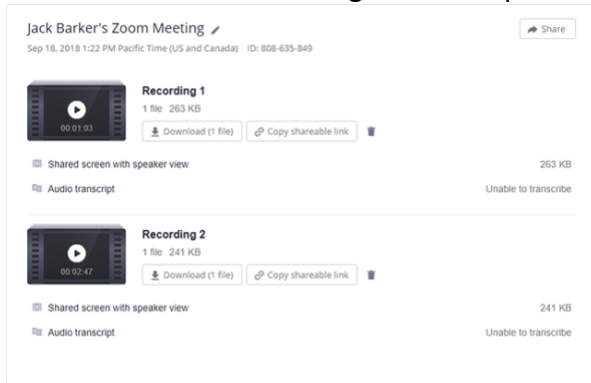 Jack Barker's Zoom Meeting
Share
Sep 18, 2018 1:22 PM Pacific Time (US and Canada) ID: 808-635-849
Recording 1
1 file 263 KB
00:01:03
Download (1 file) Copy shareable link
Shared screen with speaker view 263 KB
Audio transcript Unable to transcribe
Recording 2
1 file 241 KB
00:02:47
Download (1 file) Copy shareable link
Shared screen with speaker view 241 KB
Audio transcript Unable to transcribe